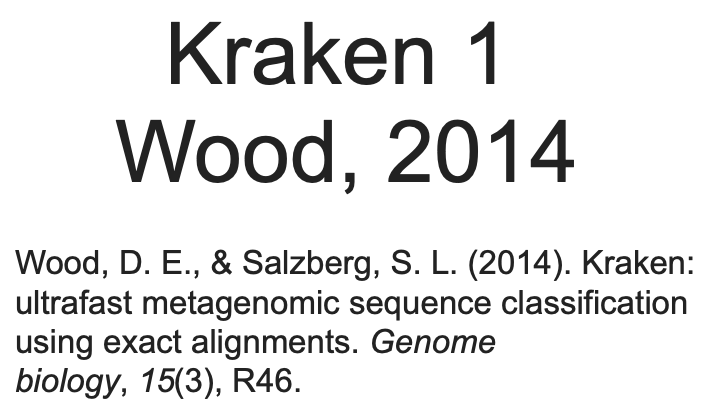 Kraken 1
Wood, 2014
Wood, D. E., & Salzberg, S. L. (2014). Kraken:
ultrafast metagenomic sequence classification
using exact alignments. Genome
biology, 15(3), R46.